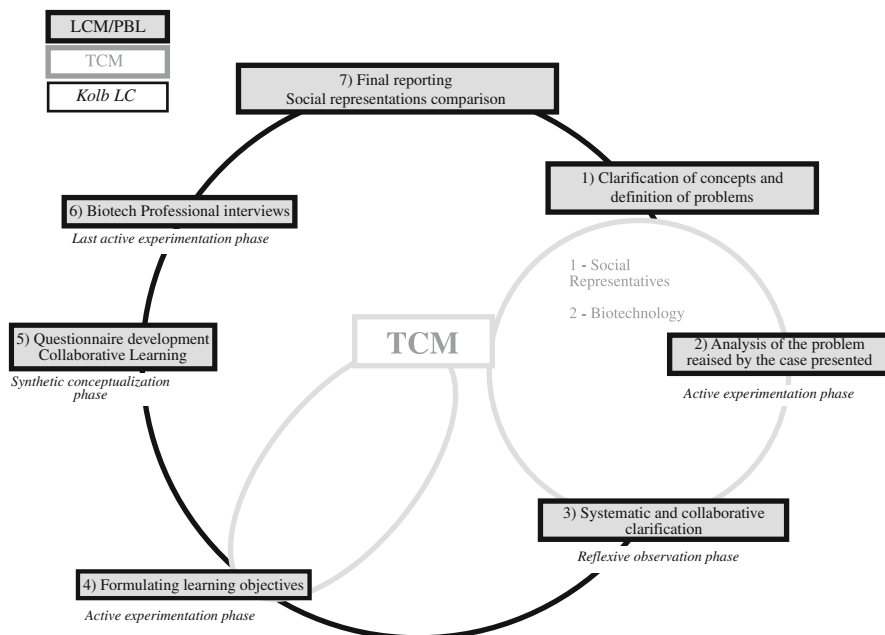 LCM/PBL
TCM
Kolb LC
7) Final reporting
Social representations comparison
1) Clarification of concepts and
definition of problems
6) Biotech Professional interviews
Last active experimentation phase
1 - Social
Representatives
2 - Biotechnology
TCM
5) Questionnaire development
Collaborative Learning
Synthetic conceptualization
phase
2) Analysis of the problem
reaised by the case presented
Active experimentation phase
3) Systematic and collaborative
clarification
Reflexive observation phase
4) Formulating learning objectives
Active experimentation phase